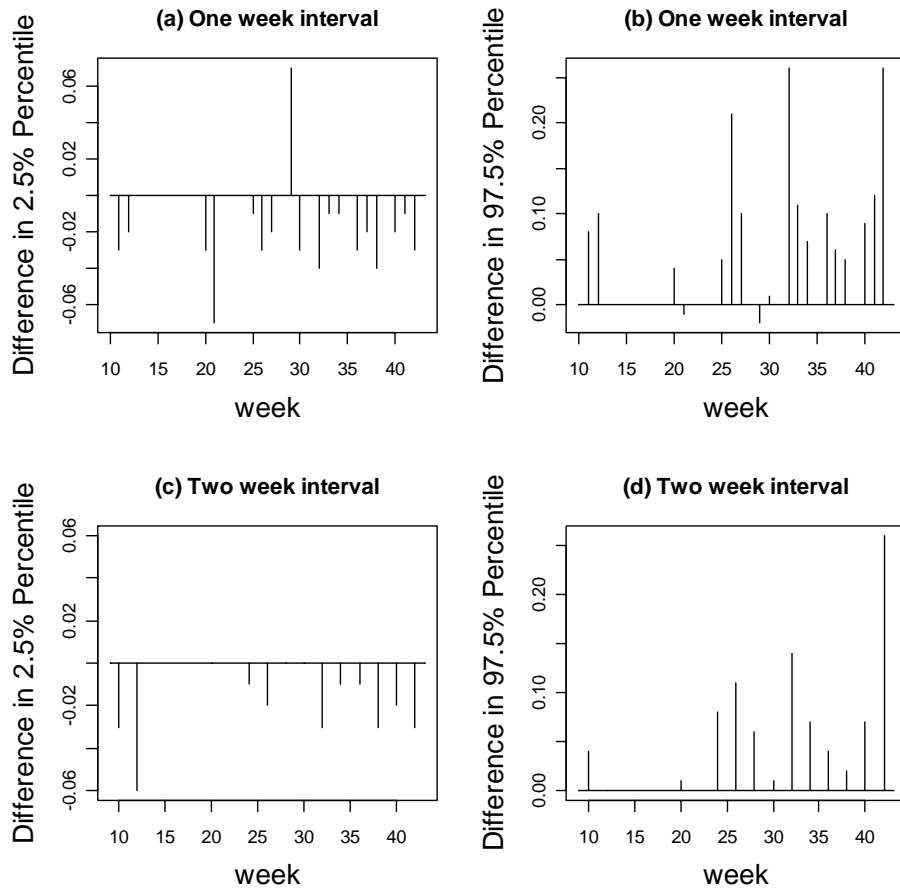 (a) One week interval
Difference in 2.5% Percentile
0.06
0.02
-0.02
-0.06
10 15 20 25 30 35 40
week
(b) One week interval
Difference in 97.5% Percentile
0.20
0.10
0.00
10 15 20 25 30 35 40
week
(c) Two week interval
Difference in 2.5% Percentile
0.06
0.02
-0.02
-0.06
10 15 20 25 30 35 40
week
(d) Two week interval
Difference in 97.5% Percentile
0.20
0.10
0.00
10 15 20 25 30 35 40
week